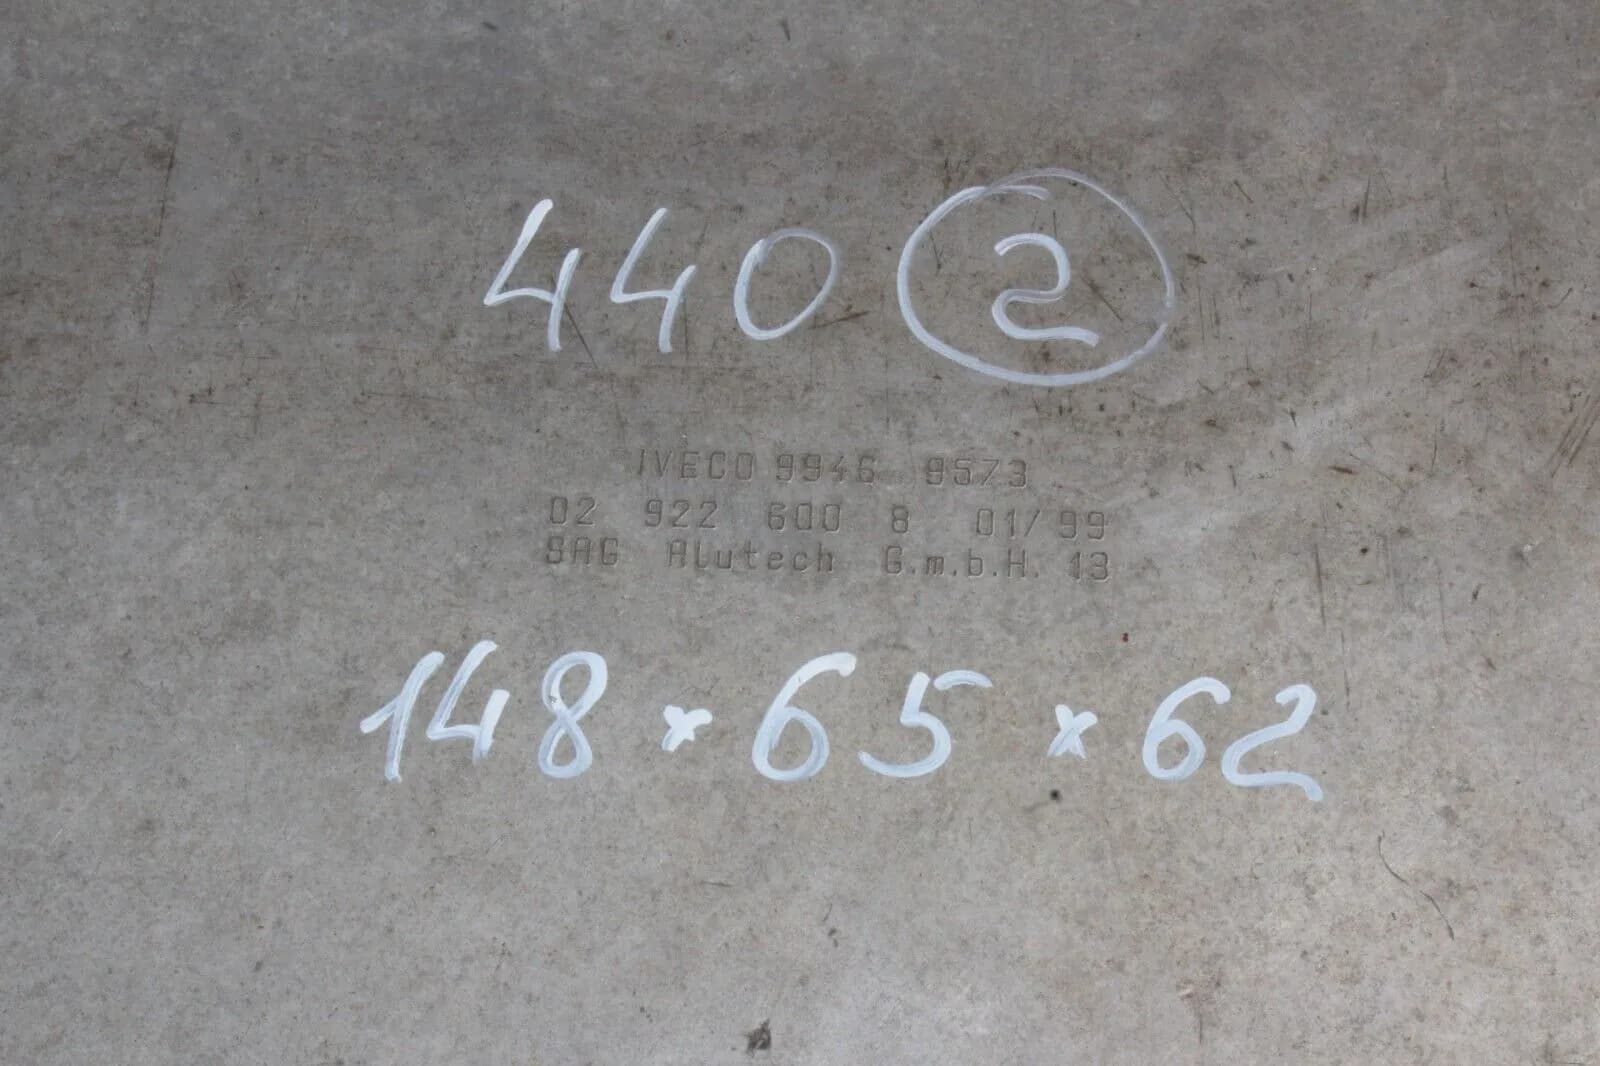 440 2
IVECO 9946 9573
02 922 600 8 01/99
SAG Alutech G.m.b.H. 13
148 x 65 x 62